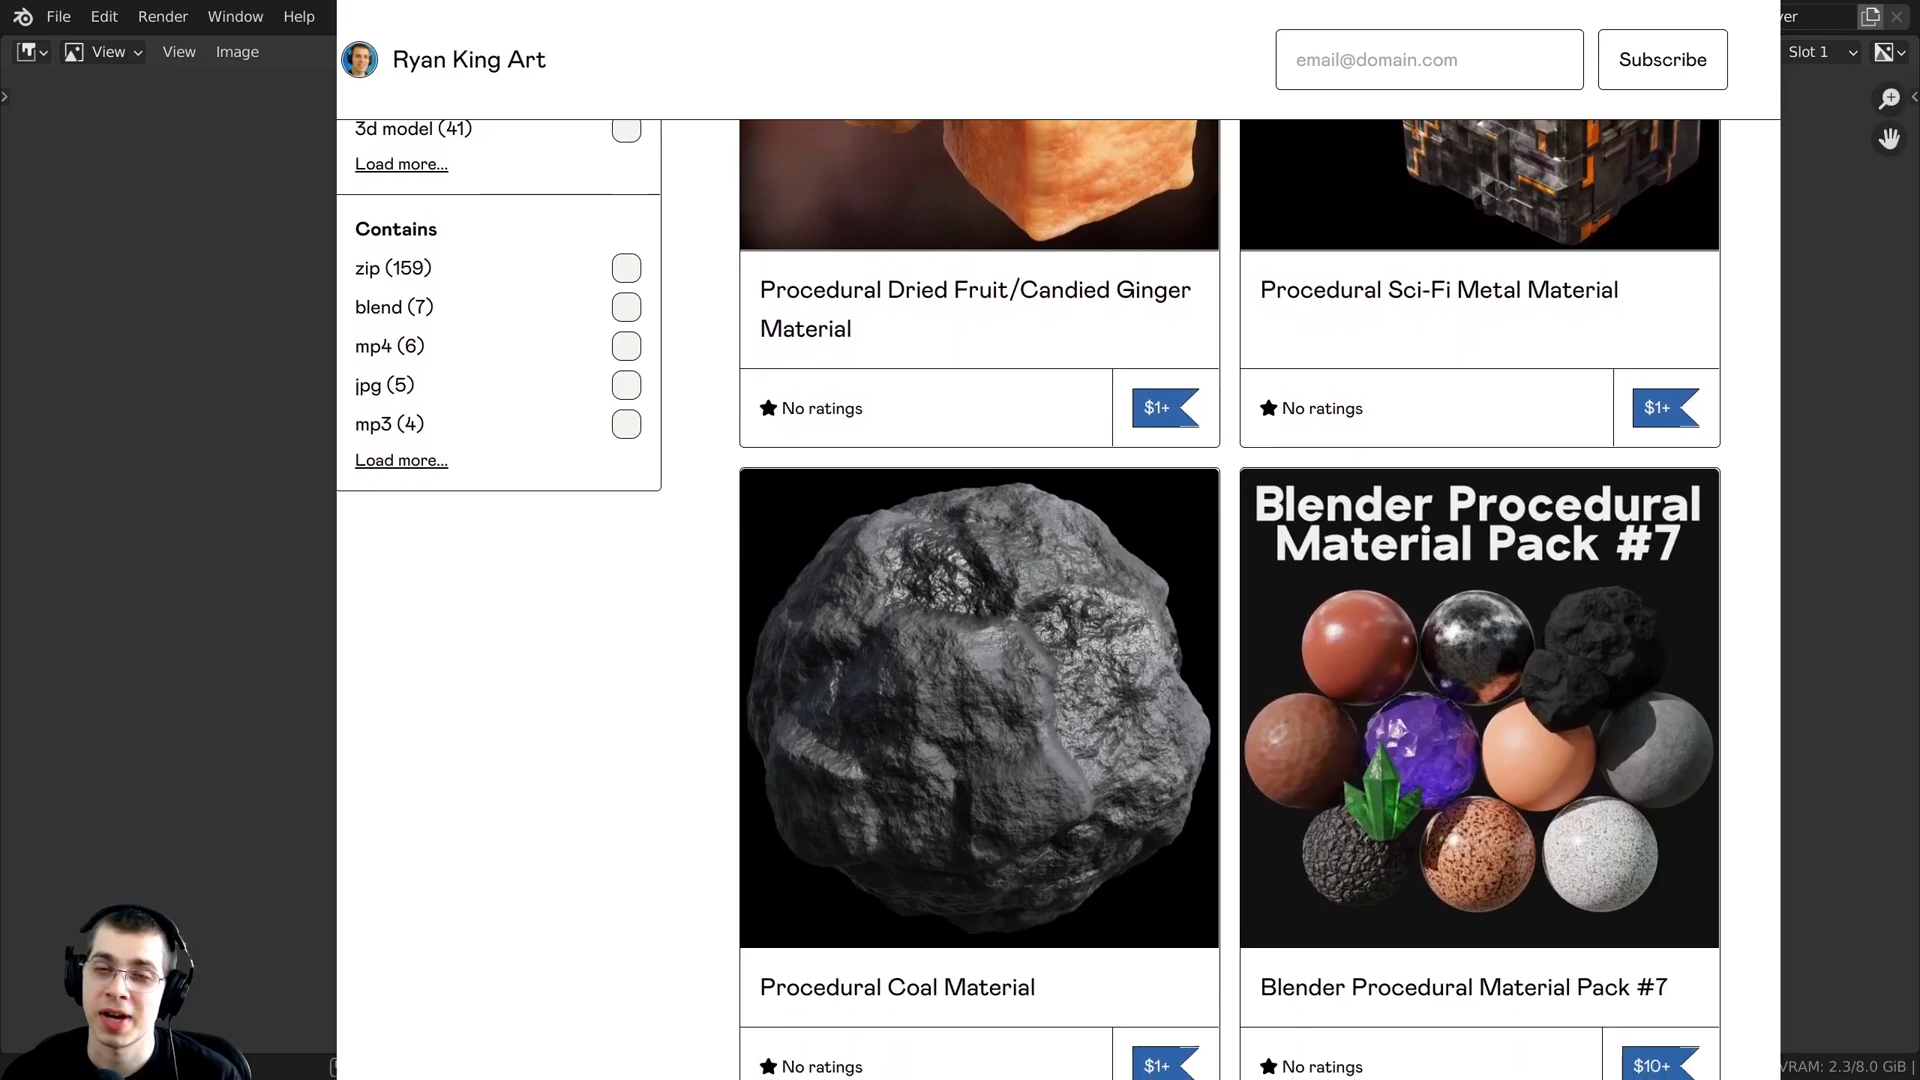 File Edit Render Window Help
ver
View View Image
Slot 1
Ryan King Art
email@domain.com
Subscribe
3d model (41)
Load more...
Contains
zip (159)
blend (7)
mp4 (6)
jpg (5)
mp3 (4)
Load more...
Procedural Dried Fruit/Candied Ginger
Material
No ratings
$1+
Procedural Sci-Fi Metal Material
No ratings
$1+
Procedural Coal Material
No ratings
$1+
Blender Procedural
Material Pack #7
Blender Procedural Material Pack #7
No ratings
$10+
VRAM: 2.3/8.0 GiB |